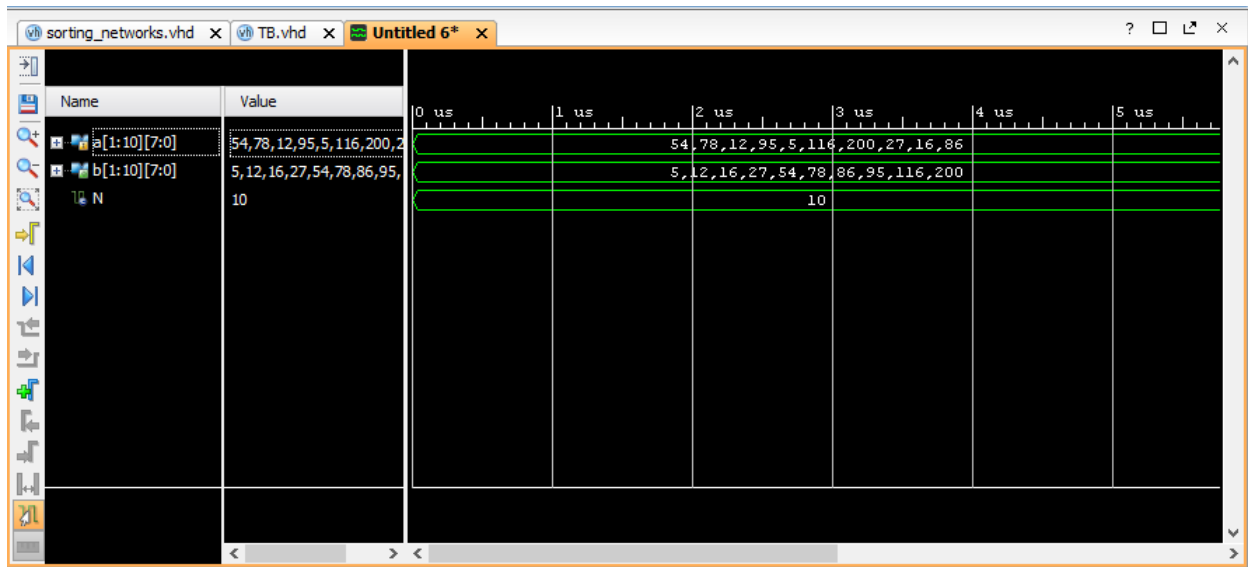 sorting_networks.vhd TB.vhd Untitled 6*
Name Value
0 us 1 us 2 us 3 us 4 us 5 us
a[1:10][7:0] 54,78,12,95,5,116,200,2 54,78,12,95,5,116,200,27,16,86
b[1:10][7:0] 5,12,16,27,54,78,86,95, 5,12,16,27,54,78,86,95,116,200
N 10 10